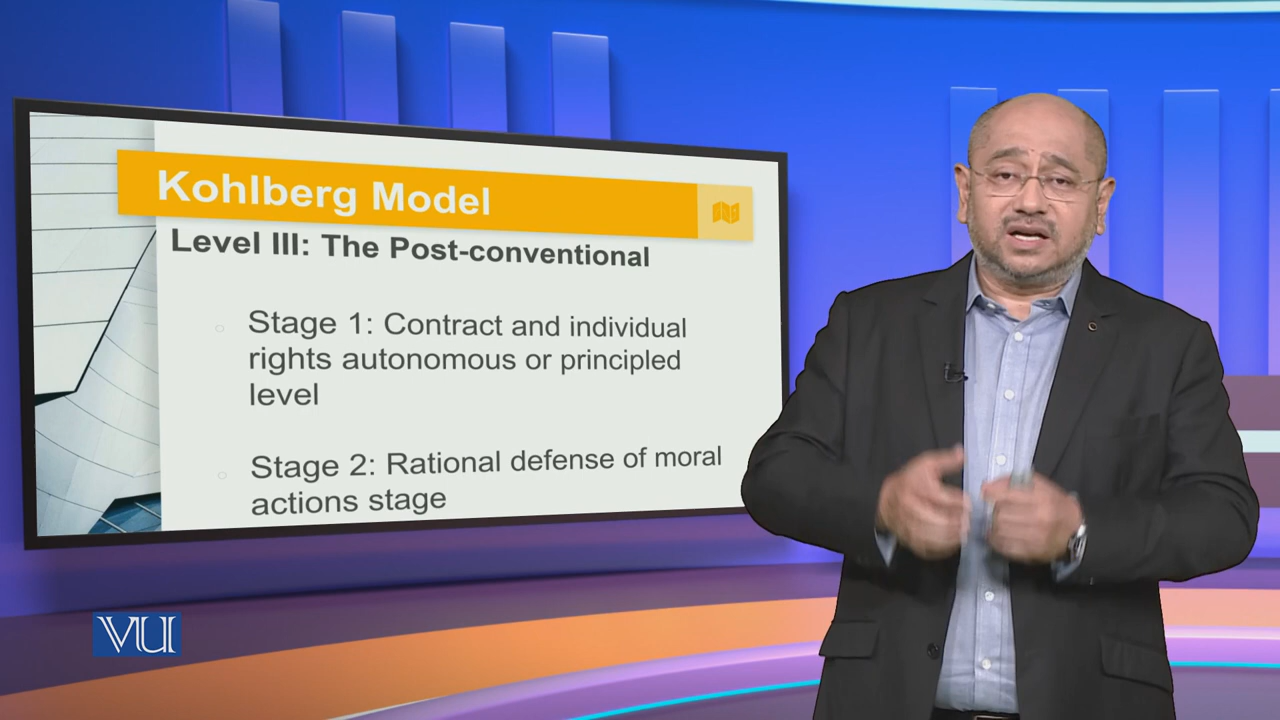 Kohlberg Model
Level III: The Post-conventional
Stage 1: Contract and individual
rights autonomous or principled
level
Stage 2: Rational defense of moral
actions stage
VU